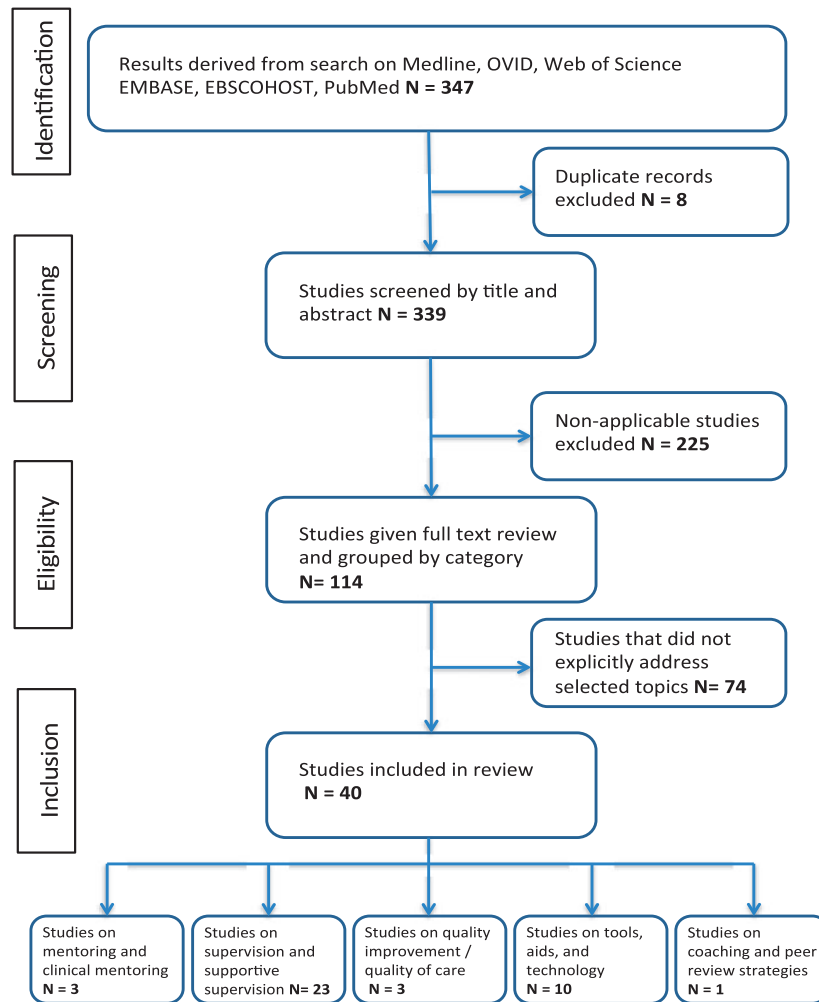 Identification
Results derived from search on Medline, OVID, Web of Science
EMBASE, EBSCOHOST, PubMed N = 347
Duplicate records
excluded N = 8
Screening
Studies screened by title and
abstract N = 339
Non-applicable studies
excluded N = 225
Eligibility
Studies given full text review
and grouped by category
N= 114
Studies that did not
explicitly address
selected topics N= 74
Inclusion
Studies included in review
N = 40
Studies on
mentoring and
clinical mentoring
N = 3
Studies on
supervision and
supportive
supervision N= 23
Studies on quality
improvement /
quality of care
N = 3
Studies on tools,
aids, and
technology
N = 10
Studies on
coaching and peer
review strategies
N = 1